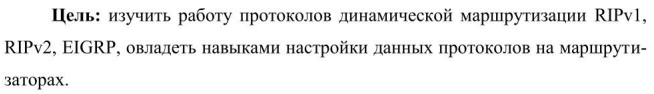 Цель: изучить работу протоколов динамической маршрутизации RIPv1,
RIPv2, EIGRP, овладеть навыками настройки данных протоколов на маршрути-
заторах.